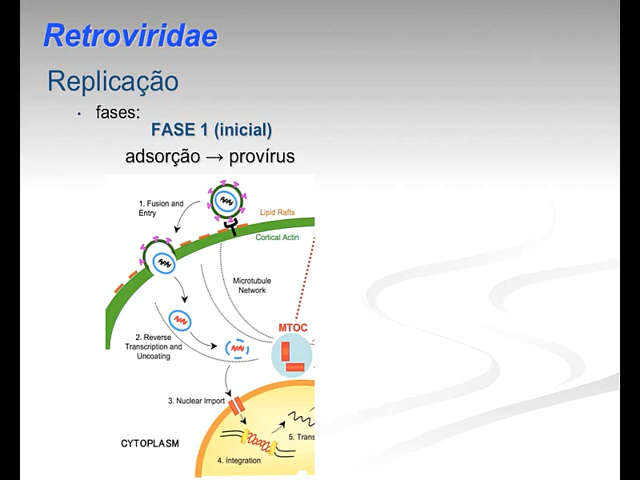 Retroviridae
Replicação
• fases:
FASE 1 (inicial)
adsorção → provírus
1. Fusion and
Entry
Lipid Rafts
Cortical Actin
Microtubule
Network
MTOC
2. Reverse
Transcription and
Uncoating
3. Nuclear Import
5. Trans
CYTOPLASM
4. Integration